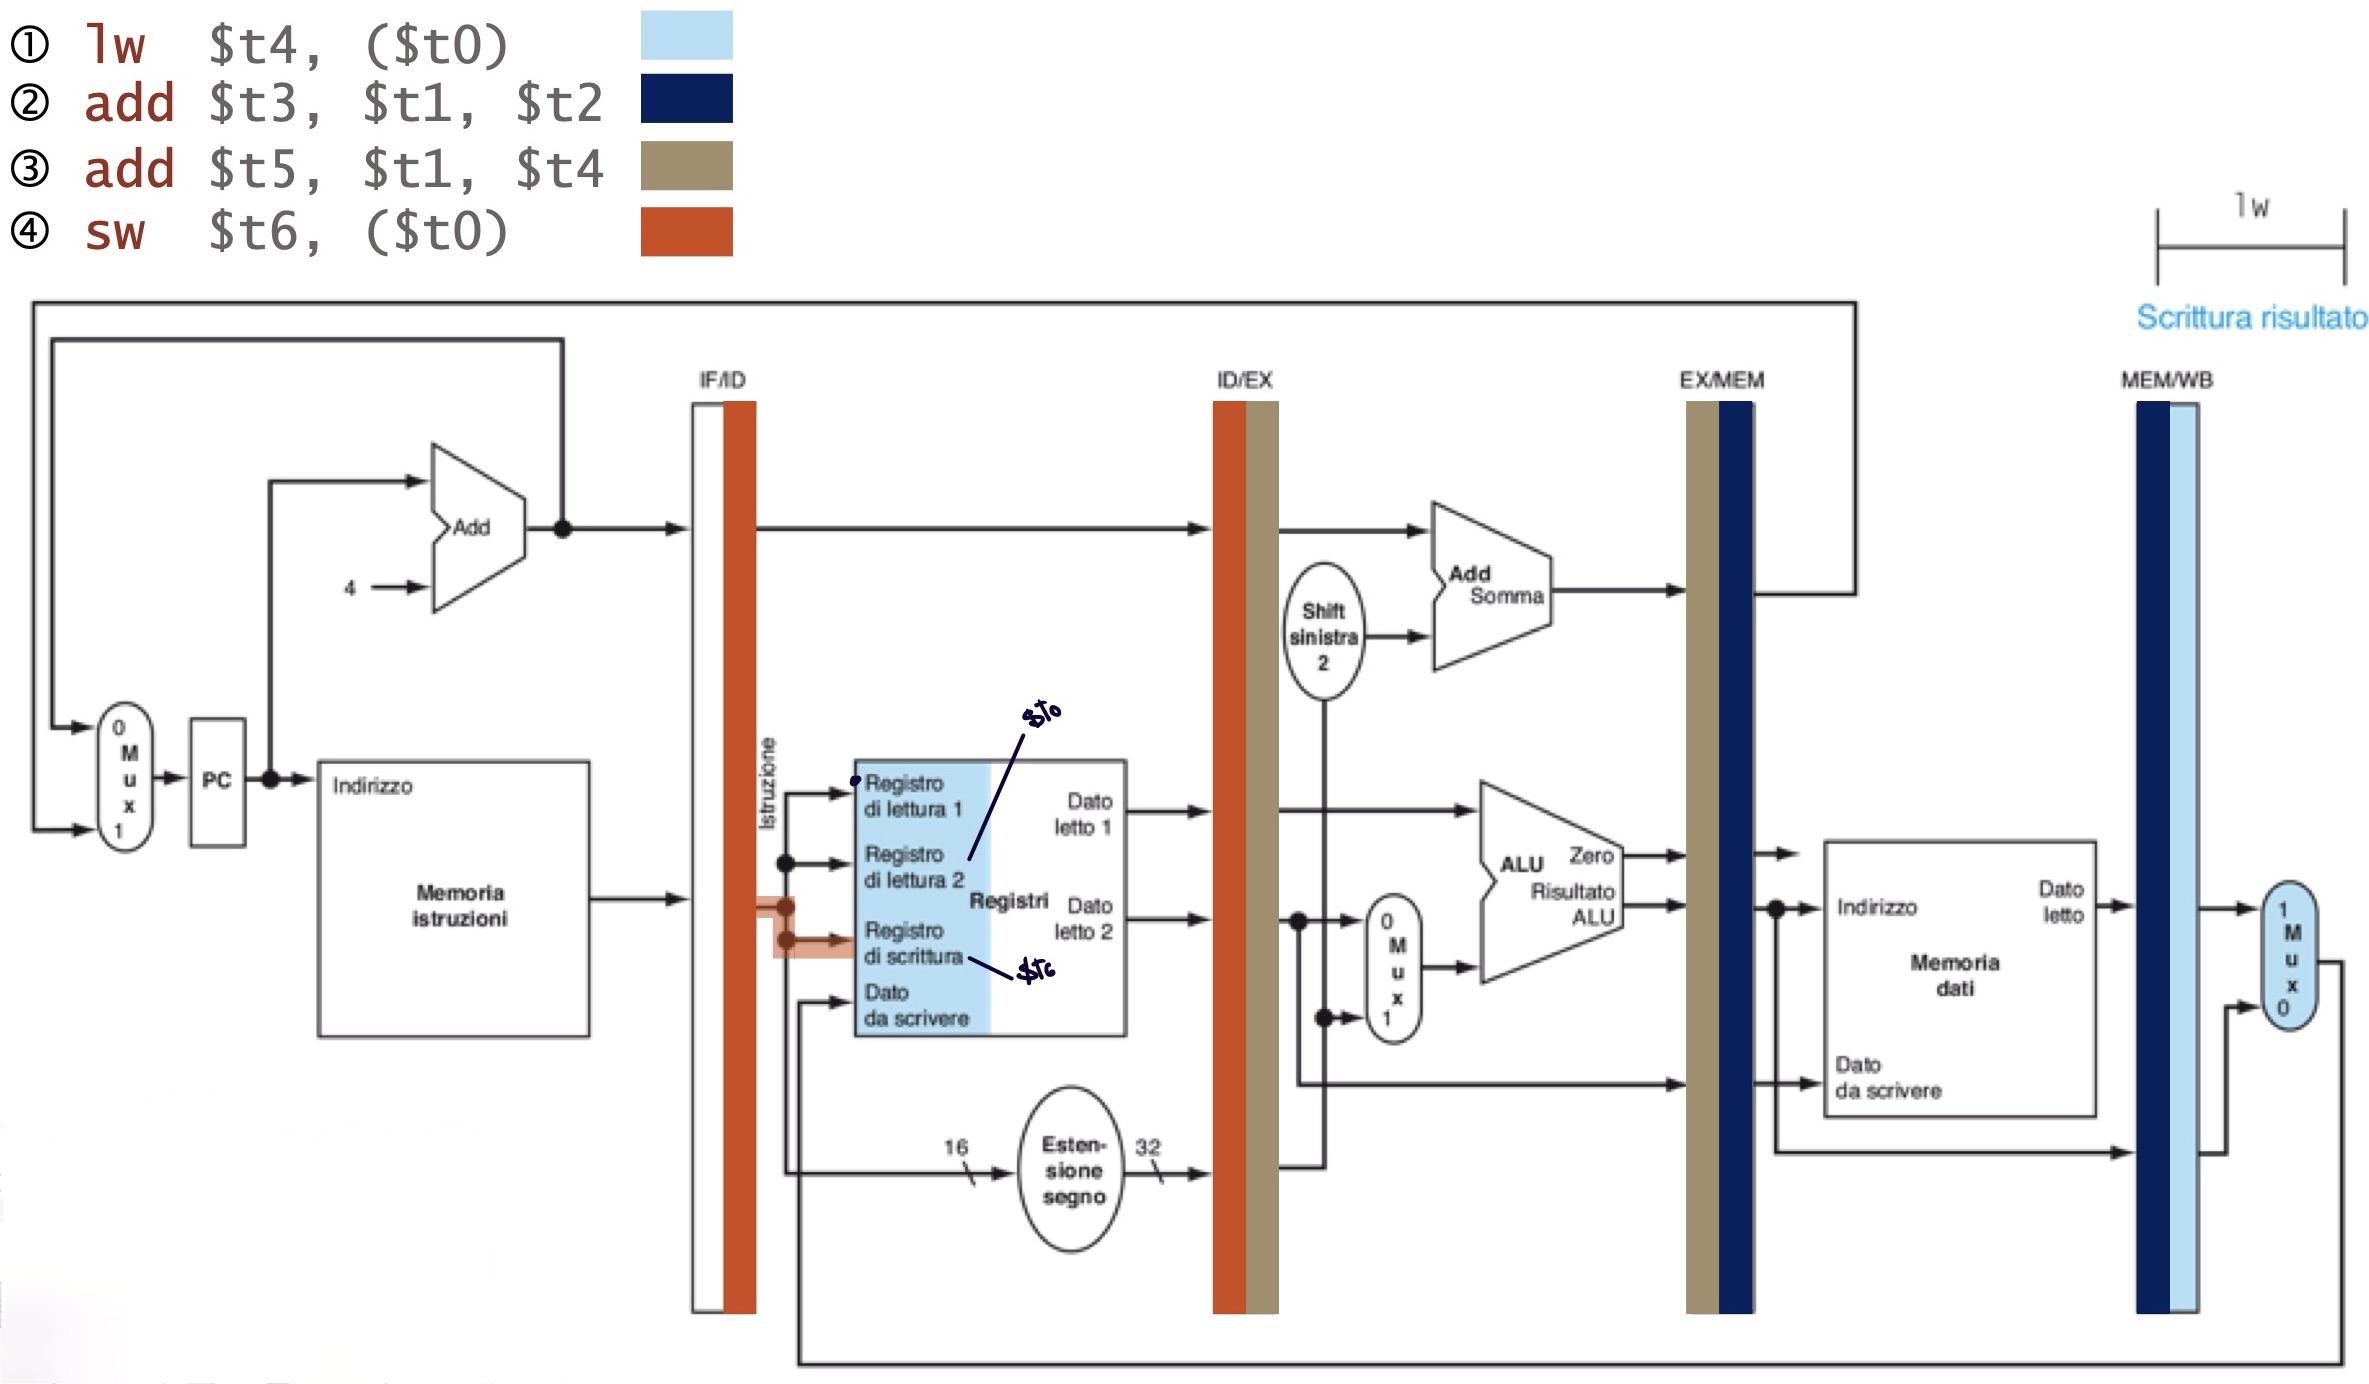 ① lw $t4, ($t0)
② add $t3, $t1, $t2
③ add $t5, $t1, $t4
④ sw $t6, ($t0)
lw
Scrittura risultato
IF/ID
ID/EX
EX/MEM
MEM/WB
Add
4
Add
Somma
Shift
sinistra
2
0
M
u
x
1
PC
Indirizzo
Memoria
istruzioni
Istruzione
$t0
Registro
di lettura 1
Registro
di lettura 2
Registri
Registro
di scrittura
$t6
Dato
da scrivere
Dato
letto 1
Dato
letto 2
16
Esten-
sione
segno
32
0
M
u
x
1
ALU
Zero
Risultato
ALU
Indirizzo
Dato
letto
Memoria
dati
Dato
da scrivere
1
M
u
x
0